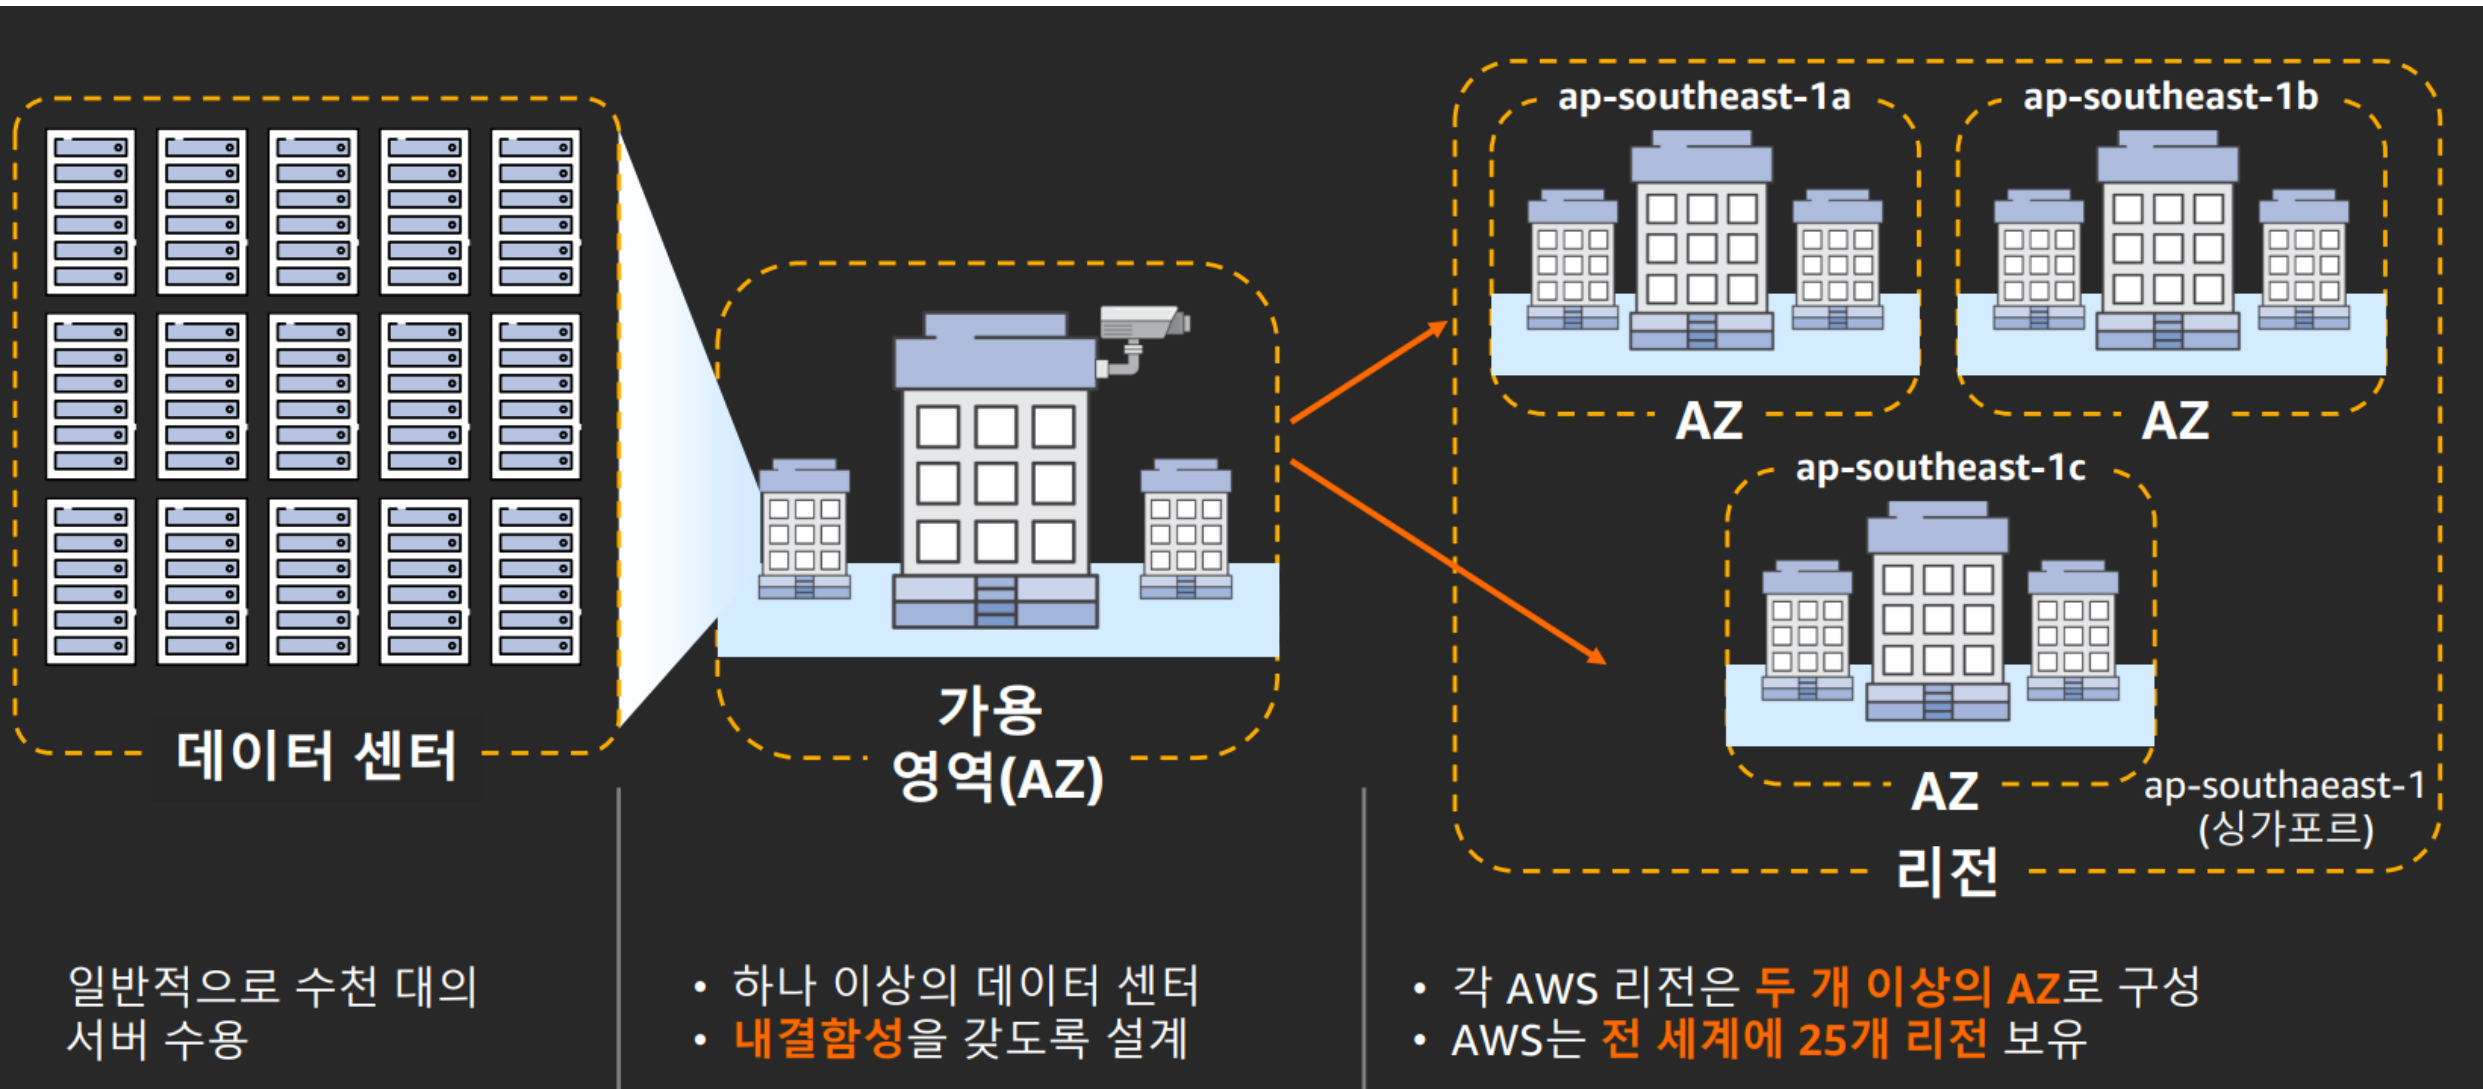 데이터 센터
일반적으로 수천 대의
서버 수용
가용
영역(AZ)
• 하나 이상의 데이터 센터
• 내결함성을 갖도록 설계
ap-southeast-1a
AZ
ap-southeast-1b
AZ
ap-southeast-1c
AZ
ap-southaeast-1
(싱가포르)
리전
• 각 AWS 리전은 두 개 이상의 AZ로 구성
• AWS는 전 세계에 25개 리전 보유